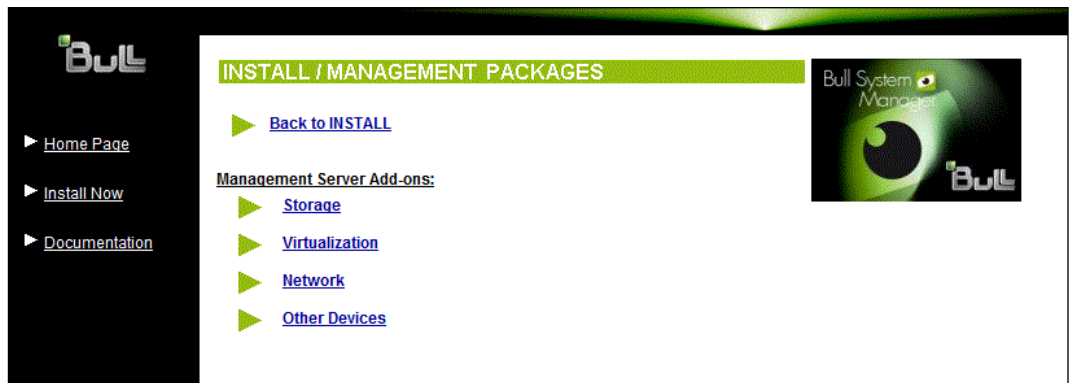 Bull
Home Page
Install Now
Documentation
INSTALL / MANAGEMENT PACKAGES
Back to INSTALL
Management Server Add-ons:
Storage
Virtualization
Network
Other Devices
Bull System
Manager
Bull